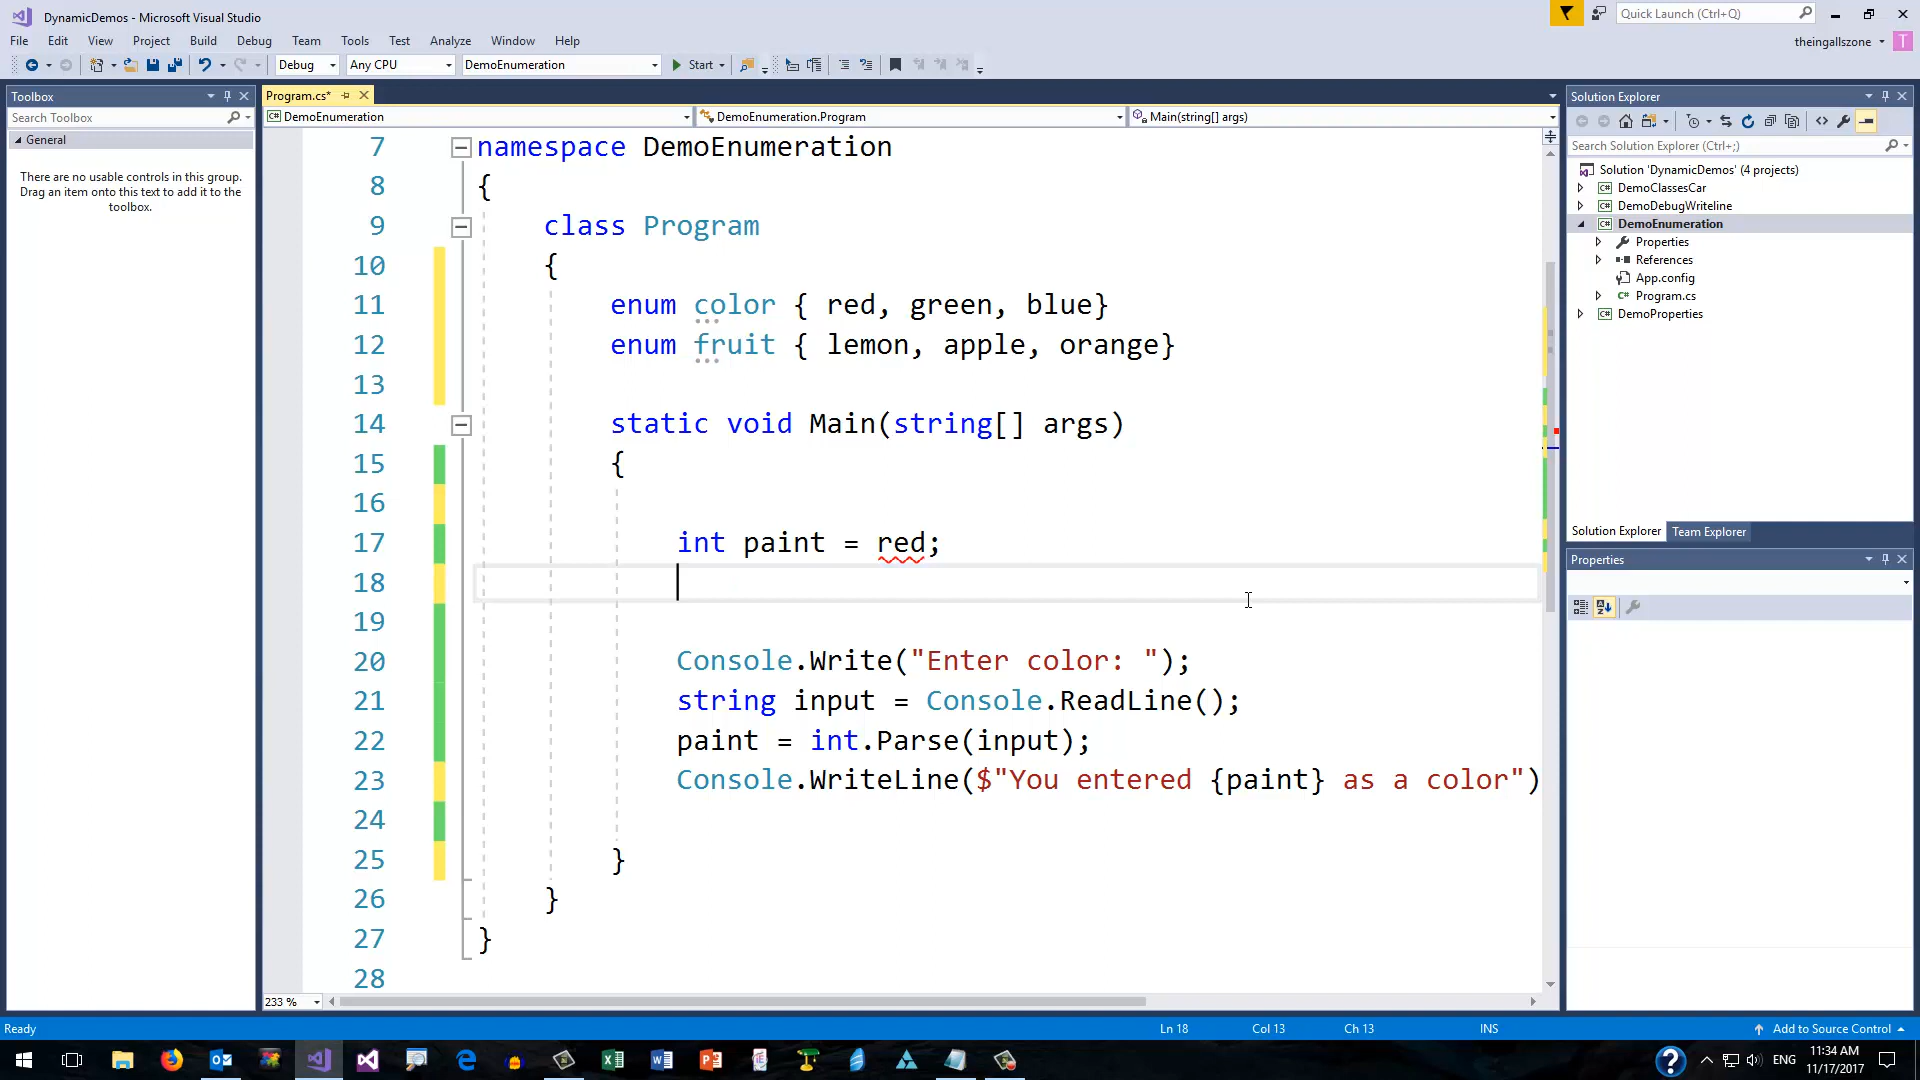 DynamicDemos - Microsoft Visual Studio
Quick Launch (Ctrl+Q)
File Edit View Project Build Debug Team Tools Test Analyze Window Help
theingallszone T
Debug Any CPU DemoEnumeration Start
Toolbox
Search Toolbox
General
There are no usable controls in this group.
Drag an item onto this text to add it to the
toolbox.
Program.cs*
DemoEnumeration DemoEnumeration.Program Main(string[] args)
7 namespace DemoEnumeration
8 {
9 class Program
10 {
11 enum color { red, green, blue}
12 enum fruit { lemon, apple, orange}
13
14 static void Main(string[] args)
15 {
16
17 int paint = red;
18
19
20 Console.Write("Enter color: ");
21 string input = Console.ReadLine();
22 paint = int.Parse(input);
23 Console.WriteLine($"You entered {paint} as a color")
24
25 }
26 }
27 }
28
233 %
Solution Explorer
Search Solution Explorer (Ctrl+;)
Solution 'DynamicDemos' (4 projects)
DemoClassesCar
DemoDebugWriteline
DemoEnumeration
Properties
References
App.config
Program.cs
DemoProperties
Solution Explorer Team Explorer
Properties
Ready Ln 18 Col 13 Ch 13 INS Add to Source Control
ENG
11:34 AM
11/17/2017